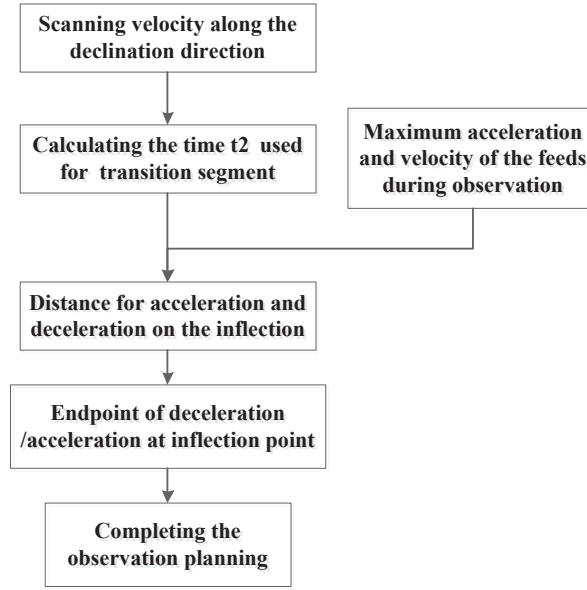 Scanning velocity along the
declination direction
Calculating the time t2 used
for transition segment
Maximum acceleration
and velocity of the feeds
during observation
Distance for acceleration and
deceleration on the inflection
Endpoint of deceleration
/acceleration at inflection point
Completing the
observation planning